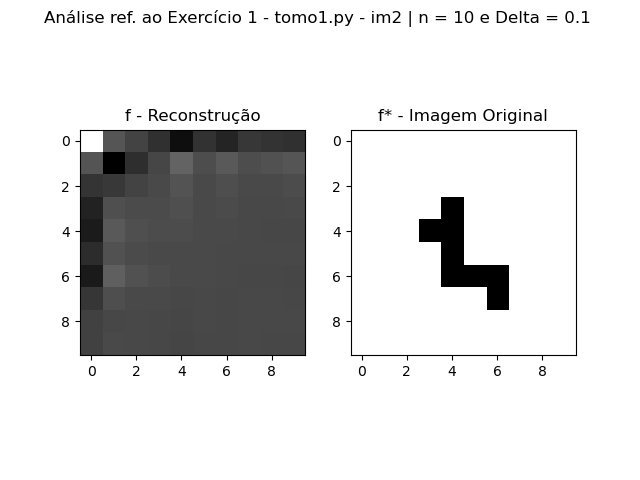 Análise ref. ao Exercício 1 - tomo1.py - im2 | n = 10 e Delta = 0.1
f - Reconstrução
f* - Imagem Original
0
2
4
6
8
0 2 4 6 8
0
2
4
6
8
0 2 4 6 8